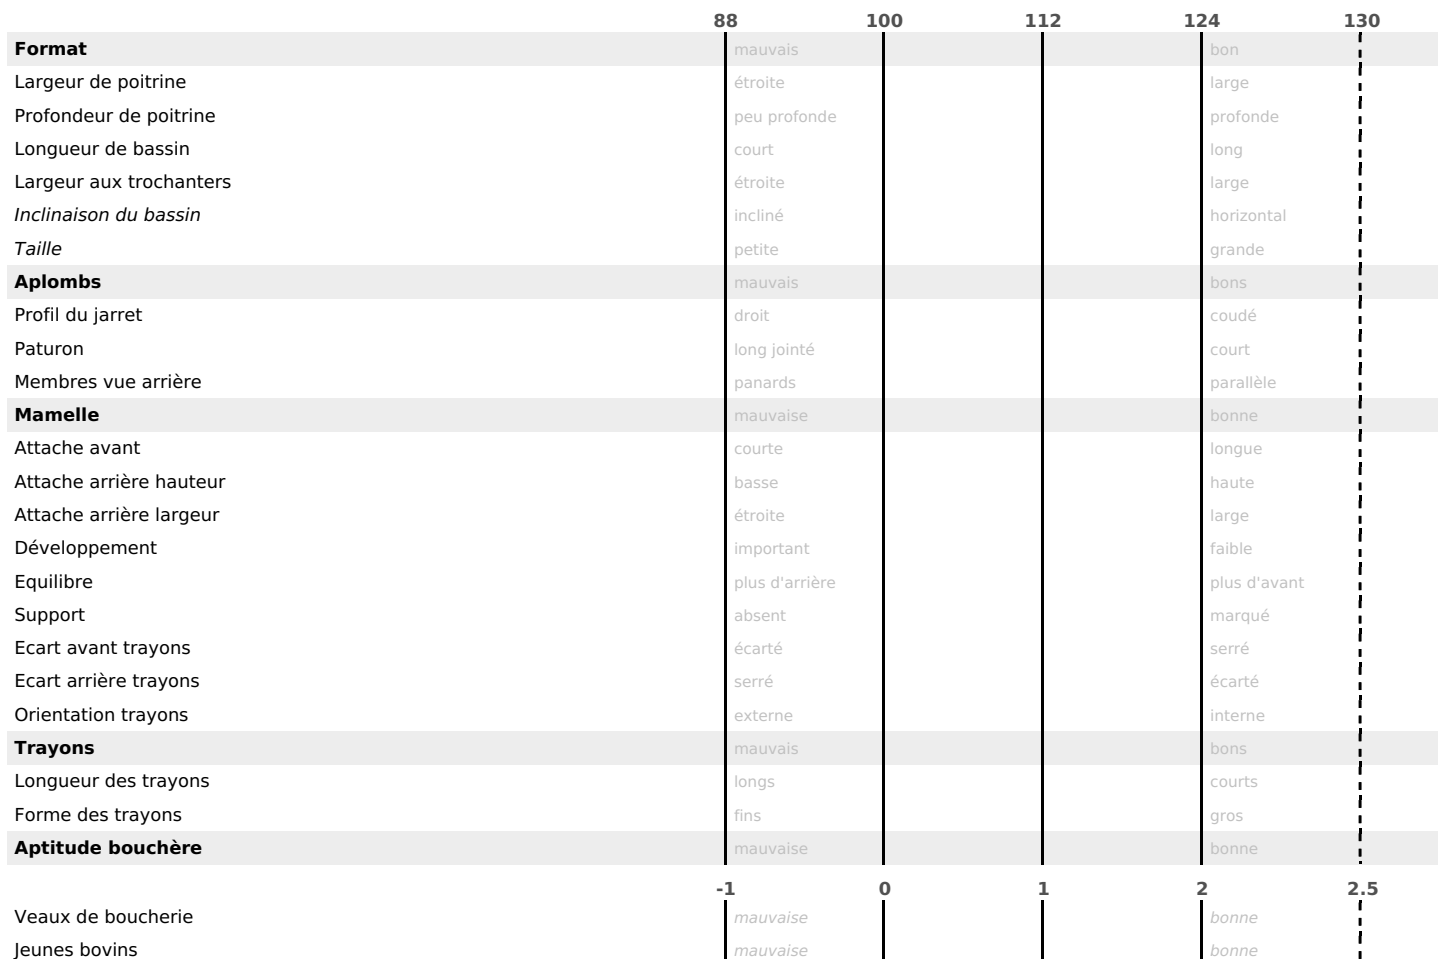 88 100 112 124 130
Format mauvais bon
Largeur de poitrine étroite large
Profondeur de poitrine peu profonde profonde
Longueur de bassin court long
Largeur aux trochanters étroite large
Inclinaison du bassin incliné horizontal
Taille petite grande
Aplombs mauvais bons
Profil du jarret droit coudé
Paturon long jointé court
Membres vue arrière panards parallèle
Mamelle mauvaise bonne
Attache avant courte longue
Attache arrière hauteur basse haute
Attache arrière largeur étroite large
Développement important faible
Equilibre plus d'arrière plus d'avant
Support absent marqué
Ecart avant trayons écarté serré
Ecart arrière trayons serré écarté
Orientation trayons externe interne
Trayons mauvais bons
Longueur des trayons longs courts
Forme des trayons fins gros
Aptitude bouchère mauvaise bonne
-1 0 1 2 2.5
Veaux de boucherie mauvaise bonne
Jeunes bovins mauvaise bonne